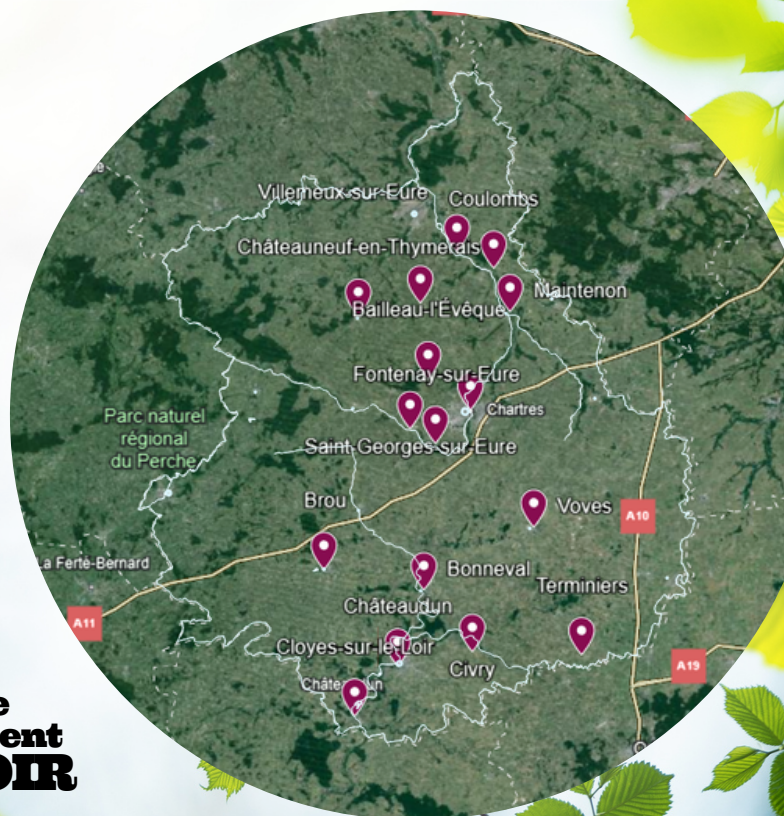 Villemeux-sur-Eure
Coulombs
Châteauneuf-en-Thymerais
Maintenon
Bailleau-l'Évêque
Fontenay-sur-Eure
Chartres
Parc naturel
régional
du Perche
Saint-Georges-sur-Eure
Brou
Voves
A10
La Ferté-Bernard
Bonneval
Terminiers
Châteaudun
A11
Cloyes-sur-le-Loir
Civry
A19
e
ent
OIR